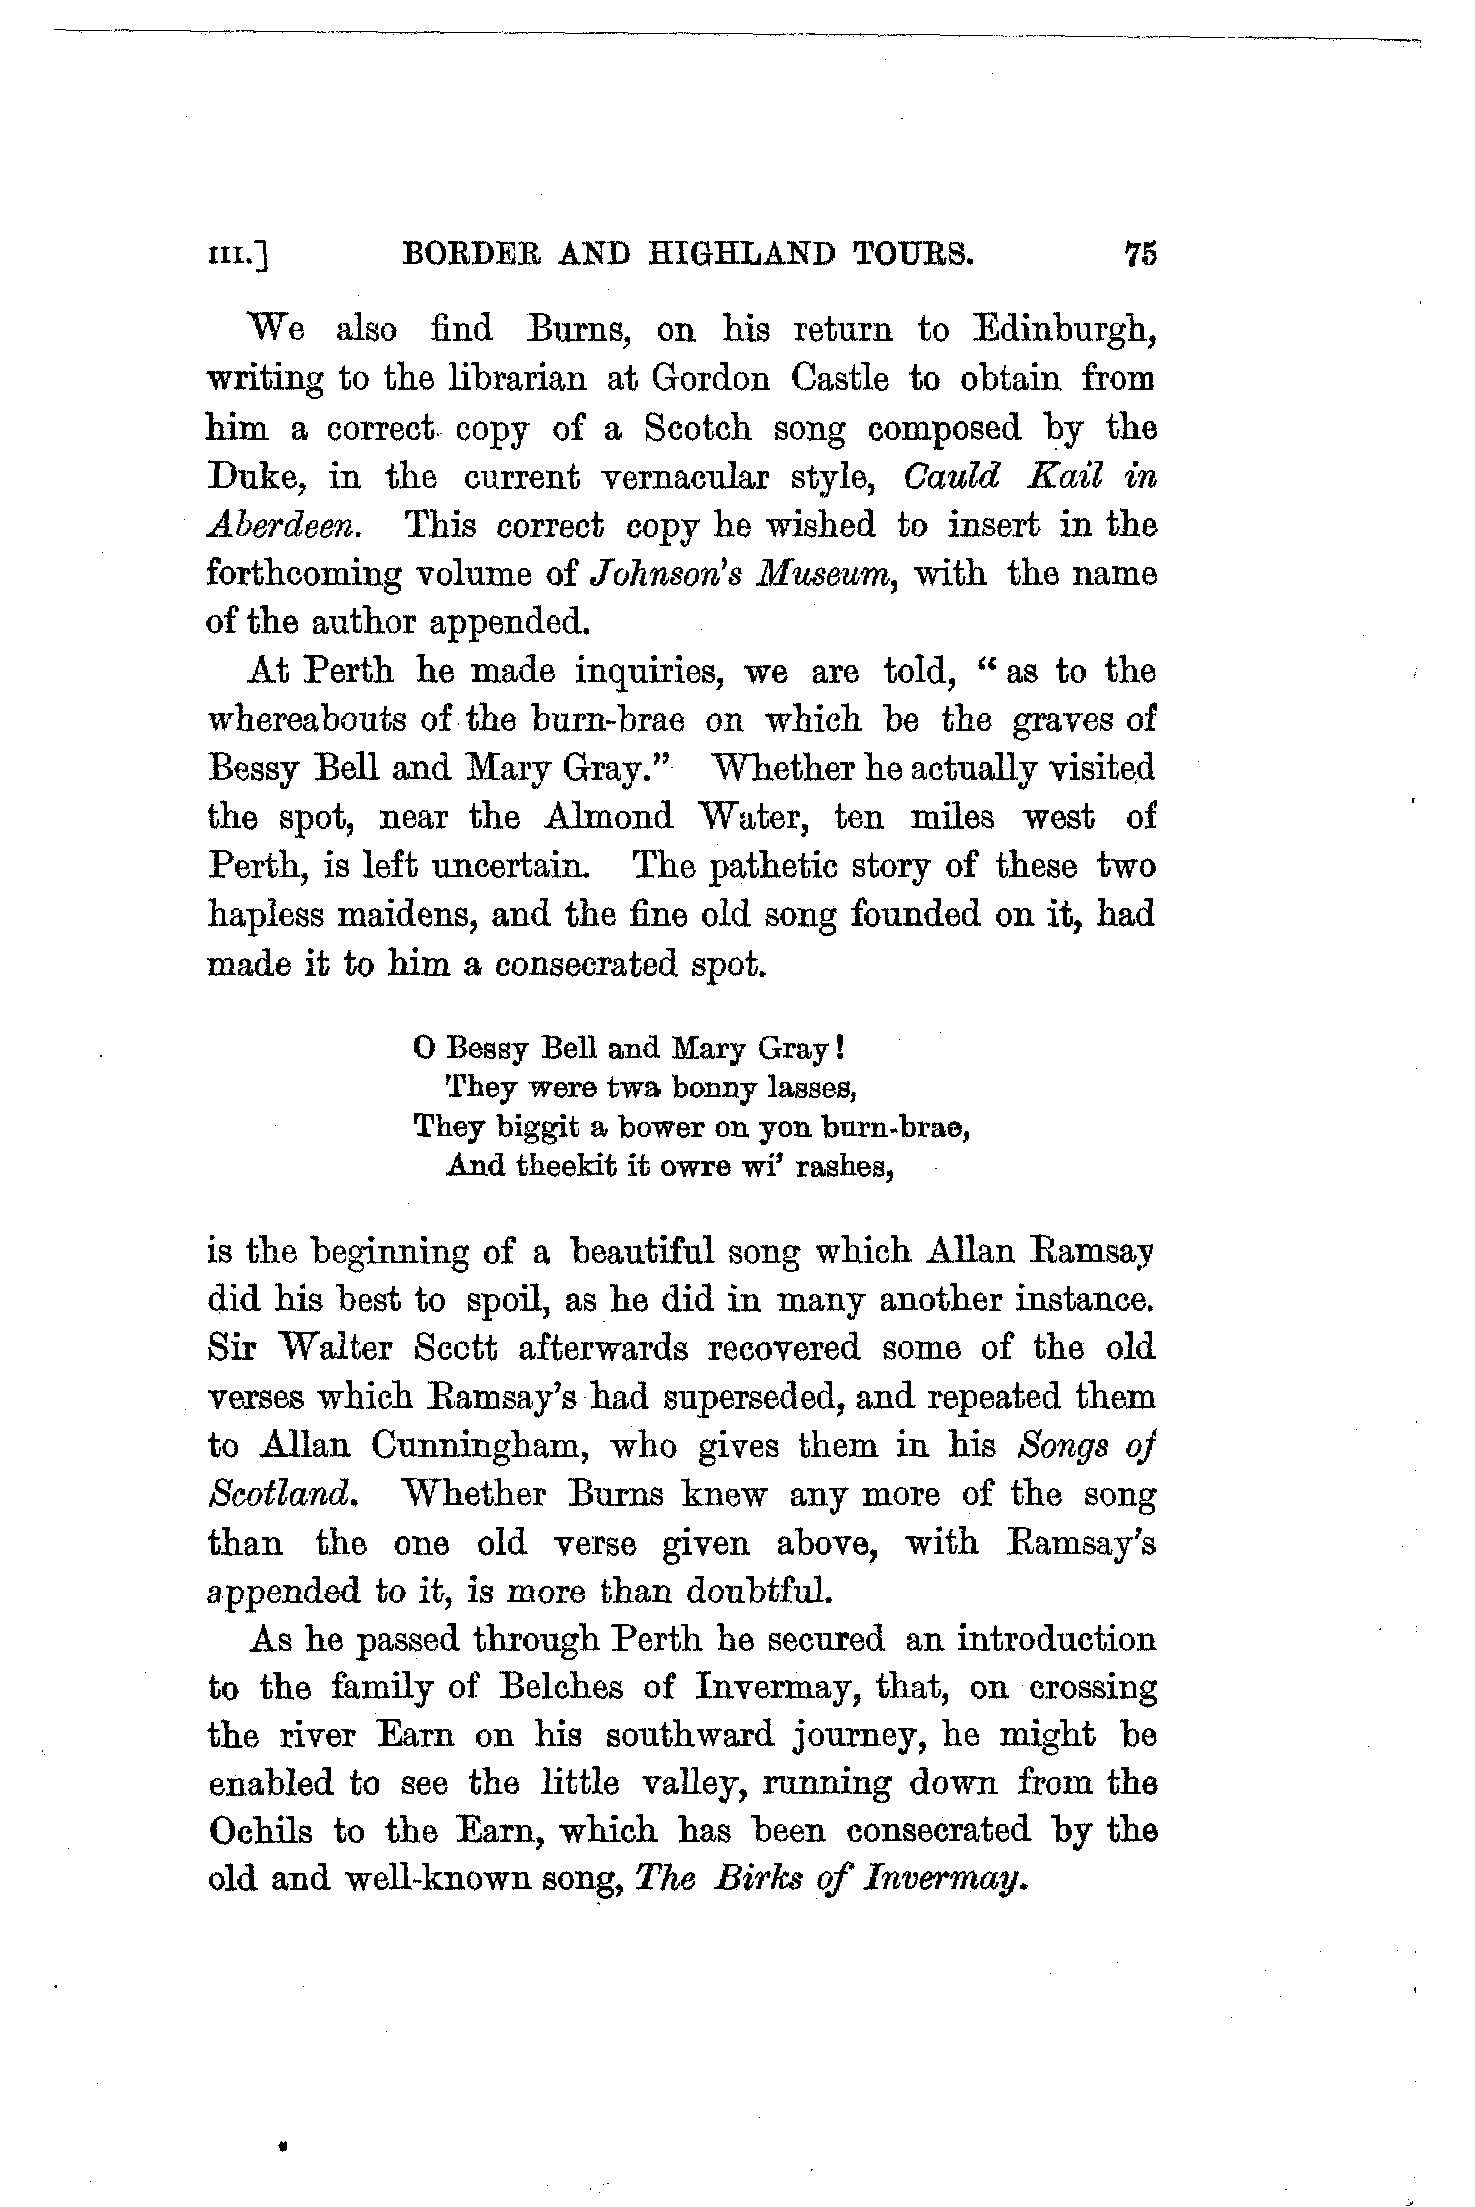 III.] BORDER AND HIGHLAND TOURS. 75
We also find Burns, on his return to Edinburgh,
writing to the librarian at Gordon Castle to obtain from
him a correct copy of a Scotch song composed by the
Duke, in the current vernacular style, Cauld Kail in
Aberdeen. This correct copy he wished to insert in the
forthcoming volume of Johnson's Museum, with the name
of the author appended.
At Perth he made inquiries, we are told, "as to the
whereabouts of the burn-brae on which be the graves of
Bessy Bell and Mary Gray." Whether he actually visited
the spot, near the Almond Water, ten miles west of
Perth, is left uncertain. The pathetic story of these two
hapless maidens, and the fine old song founded on it, had
made it to him a consecrated spot.
O Bessy Bell and Mary Gray!
They were twa bonny lasses,
They biggit a bower on yon burn-brae,
And theekit it owre wi' rashes,
is the beginning of a beautiful song which Allan Ramsay
did his best to spoil, as he did in many another instance.
Sir Walter Scott afterwards recovered some of the old
verses which Ramsay's had superseded, and repeated them
to Allan Cunningham, who gives them in his Songs of
Scotland. Whether Burns knew any more of the song
than the one old verse given above, with Ramsay's
appended to it, is more than doubtful.
As he passed through Perth he secured an introduction
to the family of Belches of Invermay, that, on crossing
the river Earn on his southward journey, he might be
enabled to see the little valley, running down from the
Ochils to the Earn, which has been consecrated by the
old and well-known song, The Birks of Invermay.